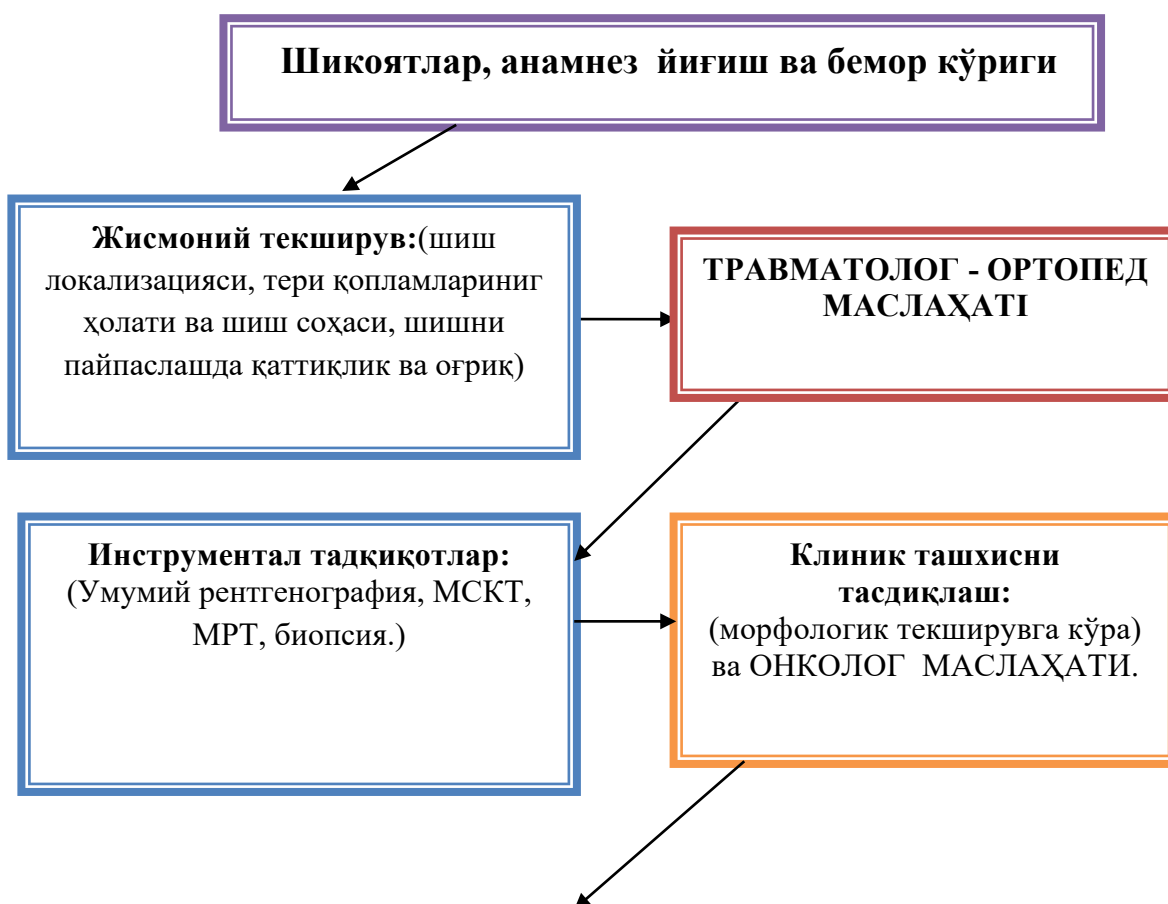 Шикоятлар, анамнез йиғиш ва бемор кўриги
Жисмоний текширув:(шиш
локализацияси, тери қопламларининг
ҳолати ва шиш соҳаси, шишни
пайпаслашда қаттиқлик ва оғриқ)
ТРАВМАТОЛОГ - ОРТОПЕД
МАСЛАҲАТІ
Инструментал тадқиқотлар:
(Умумий рентгенография, МСКТ,
МРТ, биопсия.)
Клиник ташхисни
тасдиқлаш:
(морфологик текширувга кўра)
ва ОНКОЛОГ МАСЛАҲАТИ.